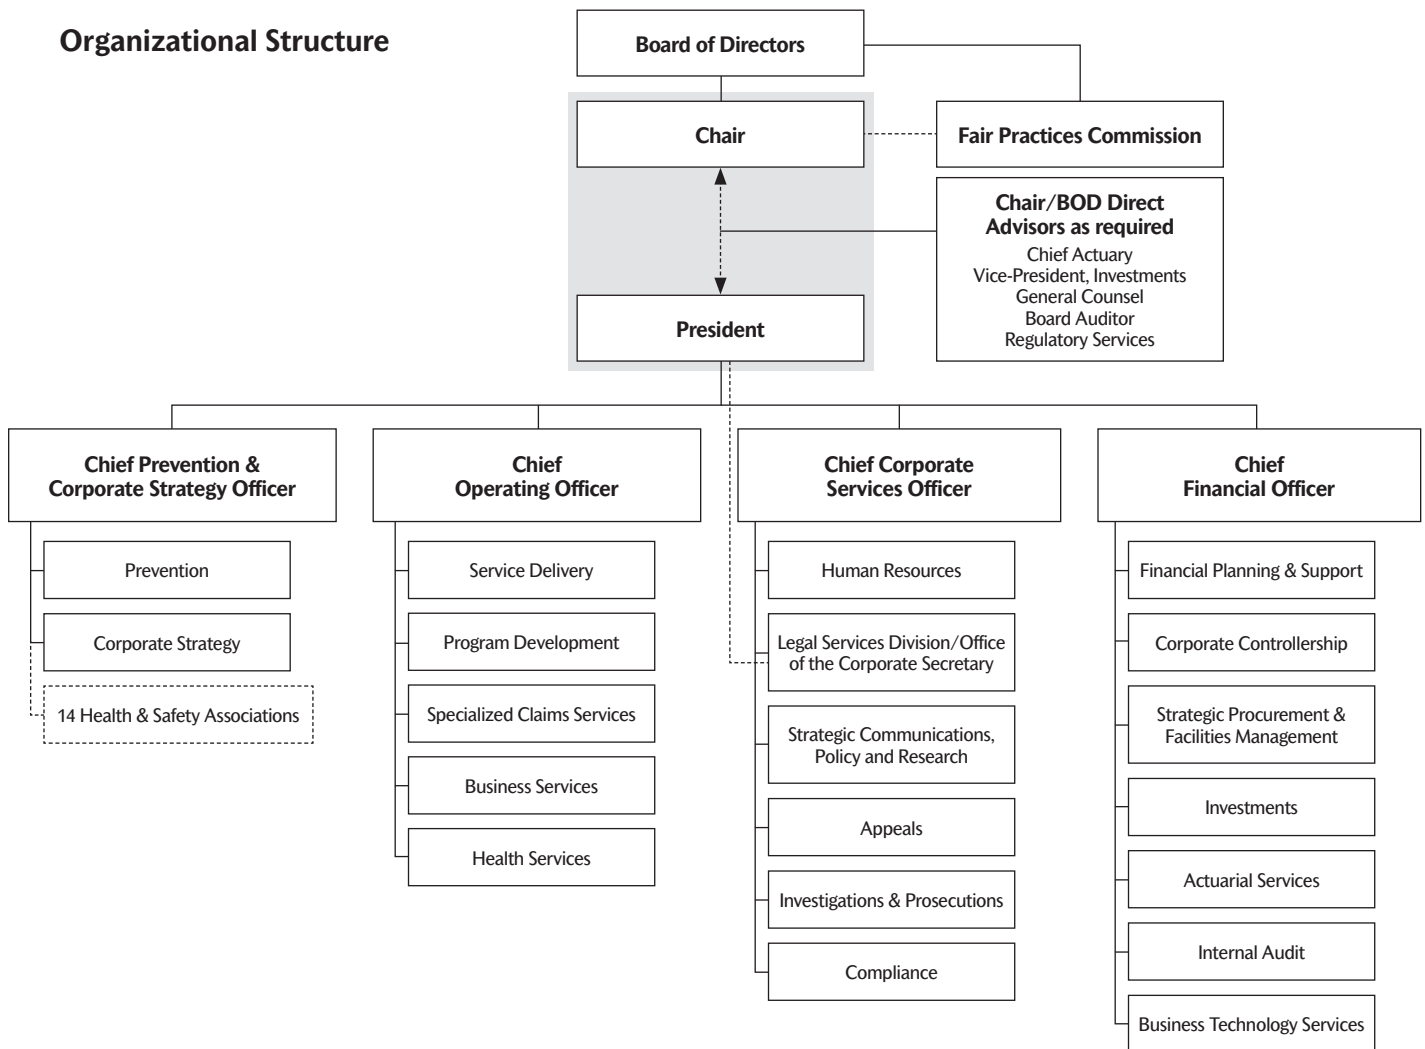 Organizational Structure
Board of Directors
Chair
Fair Practices Commission
Chair/BOD Direct
Advisors as required
Chief Actuary
Vice-President, Investments
General Counsel
Board Auditor
Regulatory Services
President
Chief Prevention &
Corporate Strategy Officer
Prevention
Corporate Strategy
14 Health & Safety Associations
Chief
Operating Officer
Service Delivery
Program Development
Specialized Claims Services
Business Services
Health Services
Chief Corporate
Services Officer
Human Resources
Legal Services Division/Office
of the Corporate Secretary
Strategic Communications,
Policy and Research
Appeals
Investigations & Prosecutions
Compliance
Chief
Financial Officer
Financial Planning & Support
Corporate Controllership
Strategic Procurement &
Facilities Management
Investments
Actuarial Services
Internal Audit
Business Technology Services